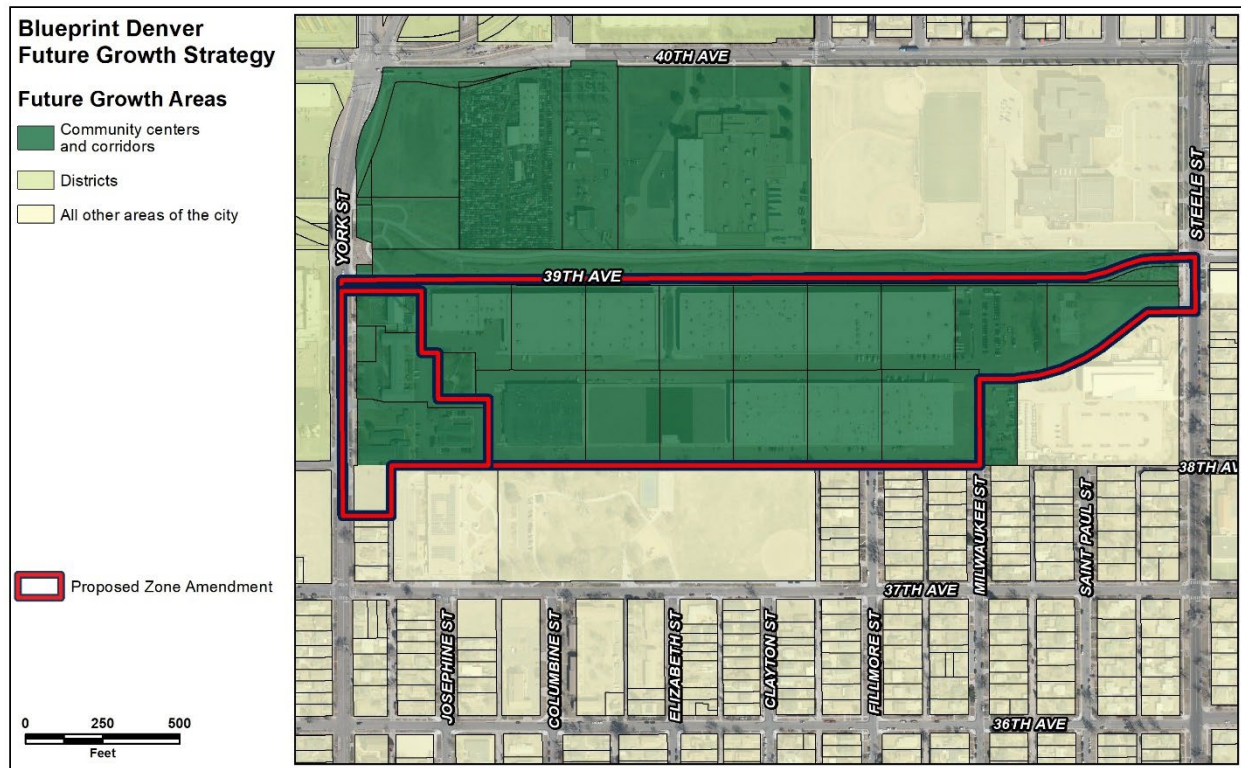 Blueprint Denver
Future Growth Strategy
Future Growth Areas
Community centers
and corridors
Districts
All other areas of the city
Proposed Zone Amendment
0 250 500
Feet
40TH AVE
YORK ST
STEELE ST
39TH AVE
38TH AV
MILWAUKEE ST
SAINT PAUL ST
37TH AVE
JOSEPHINE ST
COLUMBINE ST
ELIZABETH ST
CLAYTON ST
FILLMORE ST
36TH AVE